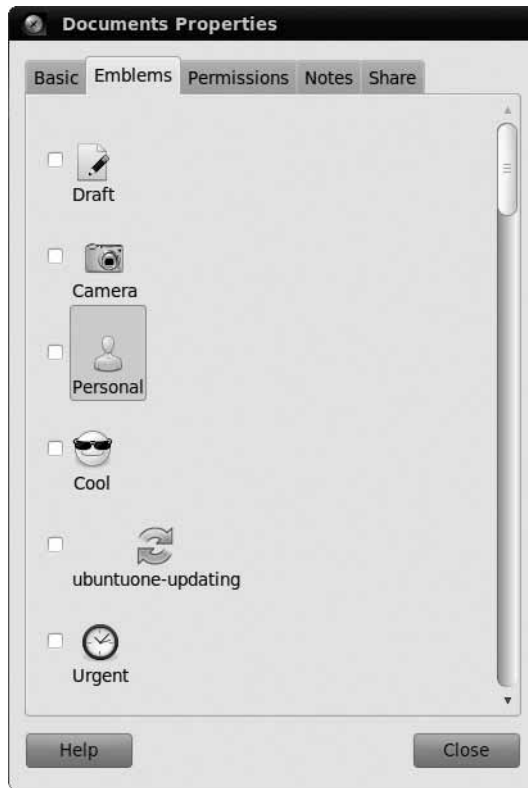 Documents Properties
Basic Emblems Permissions Notes Share
Draft
Camera
Personal
Cool
ubuntuone-updating
Urgent
Help Close